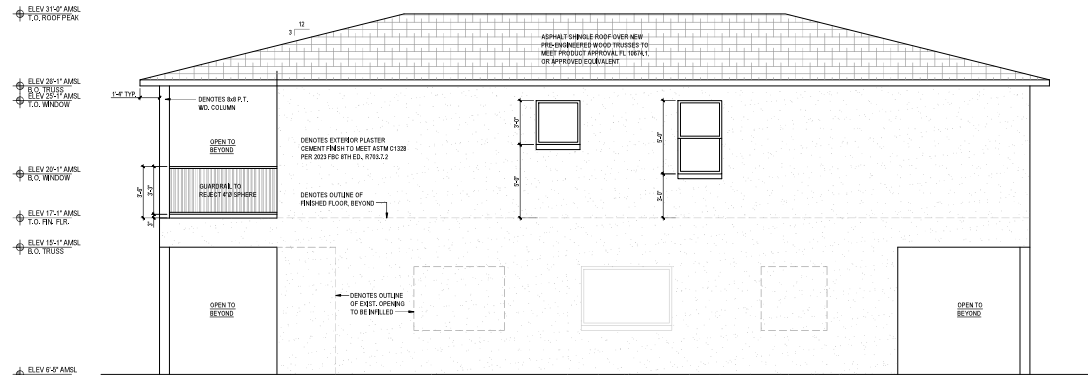 ELEV 31'-0" AMSL
T.O. ROOF PEAK
12
3
ASPHALT SHINGLE ROOF OVER NEW
PRE-ENGINEERED WOOD TRUSSES TO
MEET PRODUCT APPROVAL FL 10674.1,
OR APPROVED EQUIVALENT
ELEV 26'-1" AMSL
B.O. TRUSS
ELEV 25'-1" AMSL
T.O. WINDOW
1'-4" TYP.
DENOTES 8x8 P.T.
WD. COLUMN
3'-0"
5'-0"
OPEN TO
BEYOND
DENOTES EXTERIOR PLASTER
CEMENT FINISH TO MEET ASTM C1328
PER 2023 FBC 8TH ED., R703.7.2
ELEV 20'-1" AMSL
B.O. WINDOW
3'-6"
3'-3"
GUARDRAIL TO
REJECT 4"Ø SPHERE
DENOTES OUTLINE OF
FINISHED FLOOR, BEYOND
5'-0"
3'-0"
ELEV 17'-1" AMSL
T.O. FIN. FLR.
3"
ELEV 15'-1" AMSL
B.O. TRUSS
OPEN TO
BEYOND
DENOTES OUTLINE
OF EXIST. OPENING
TO BE INFILLED
OPEN TO
BEYOND
ELEV 6'-5" AMSL